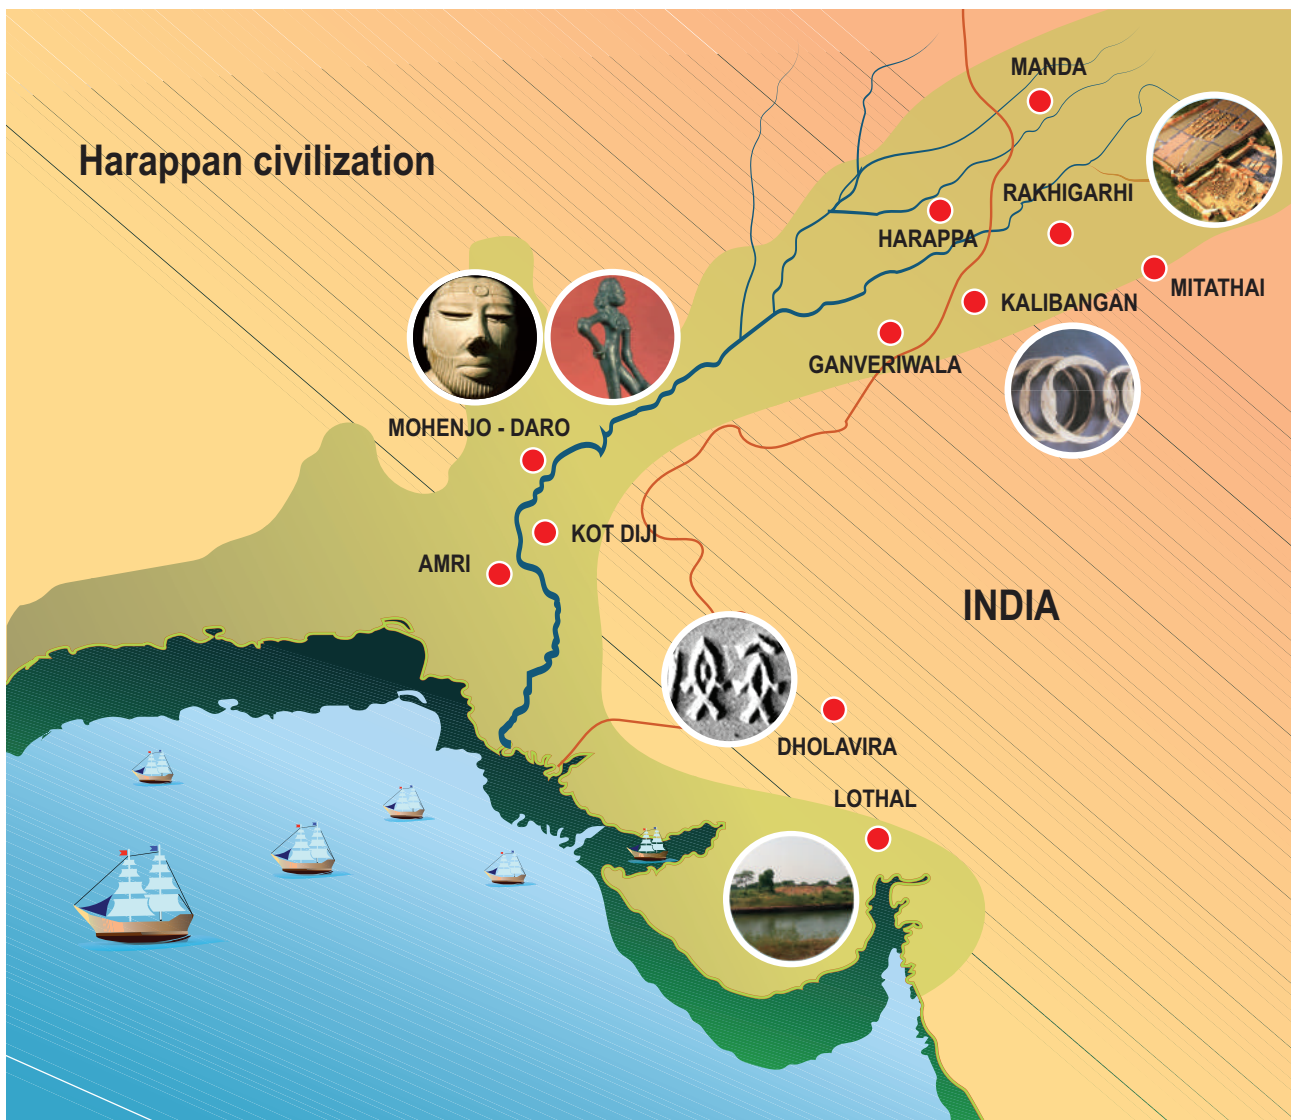 MANDA
Harappan civilization
RAKHIGARHI
HARAPPA
MITATHAI
KALIBANGAN
GANVERIWALA
MOHENJO - DARO
KOT DIJI
AMRI
INDIA
DHOLAVIRA
LOTHAL